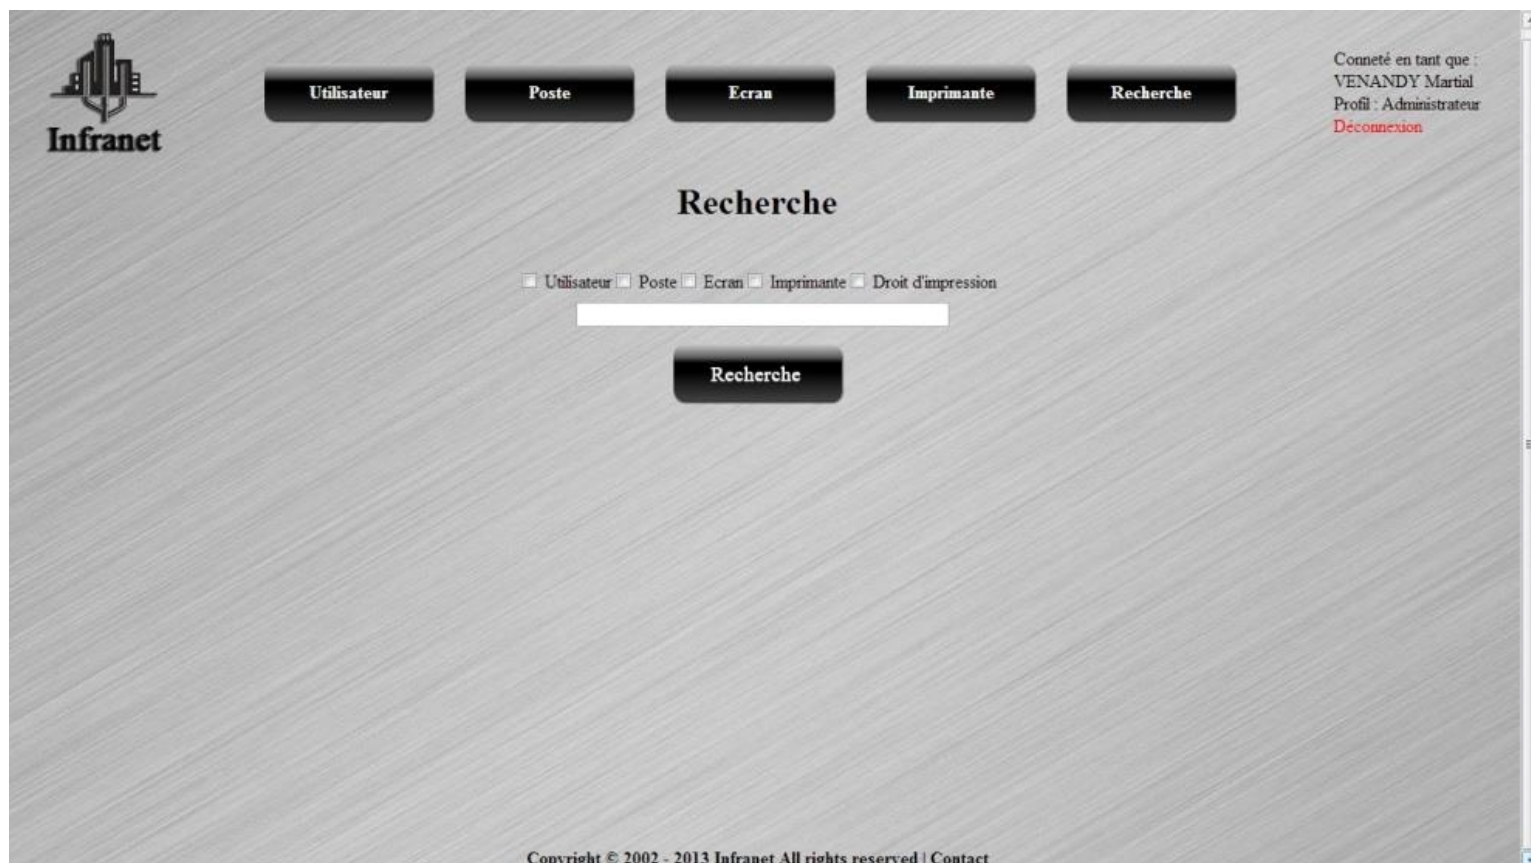 Infranet
Utilisateur Poste Ecran Imprimante Recherche
Conneté en tant que :
VENANDY Martial
Profil : Administrateur
Déconnexion
Recherche
Utilisateur Poste Ecran Imprimante Droit d'impression
Recherche
Copyright © 2002 - 2013 Infranet All rights reserved | Contact